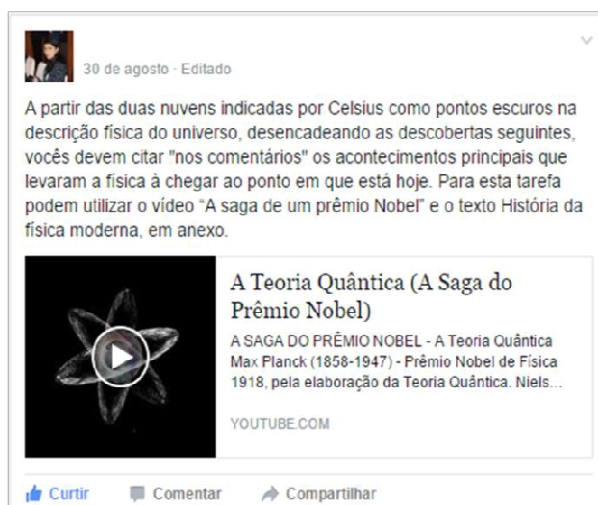 30 de agosto · Editado
A partir das duas nuvens indicadas por Celsius como pontos escuros na
descrição física do universo, desencadeando as descobertas seguintes,
vocês devem citar "nos comentários" os acontecimentos principais que
levaram a física à chegar ao ponto em que está hoje. Para esta tarefa
podem utilizar o vídeo “A saga de um prêmio Nobel” e o texto História da
física moderna, em anexo.
A Teoria Quântica (A Saga do
Prêmio Nobel)
A SAGA DO PRÊMIO NOBEL - A Teoria Quântica
Max Planck (1858-1947) - Prêmio Nobel de Física
1918, pela elaboração da Teoria Quântica. Niels...
YOUTUBE.COM
Curtir Comentar Compartilhar